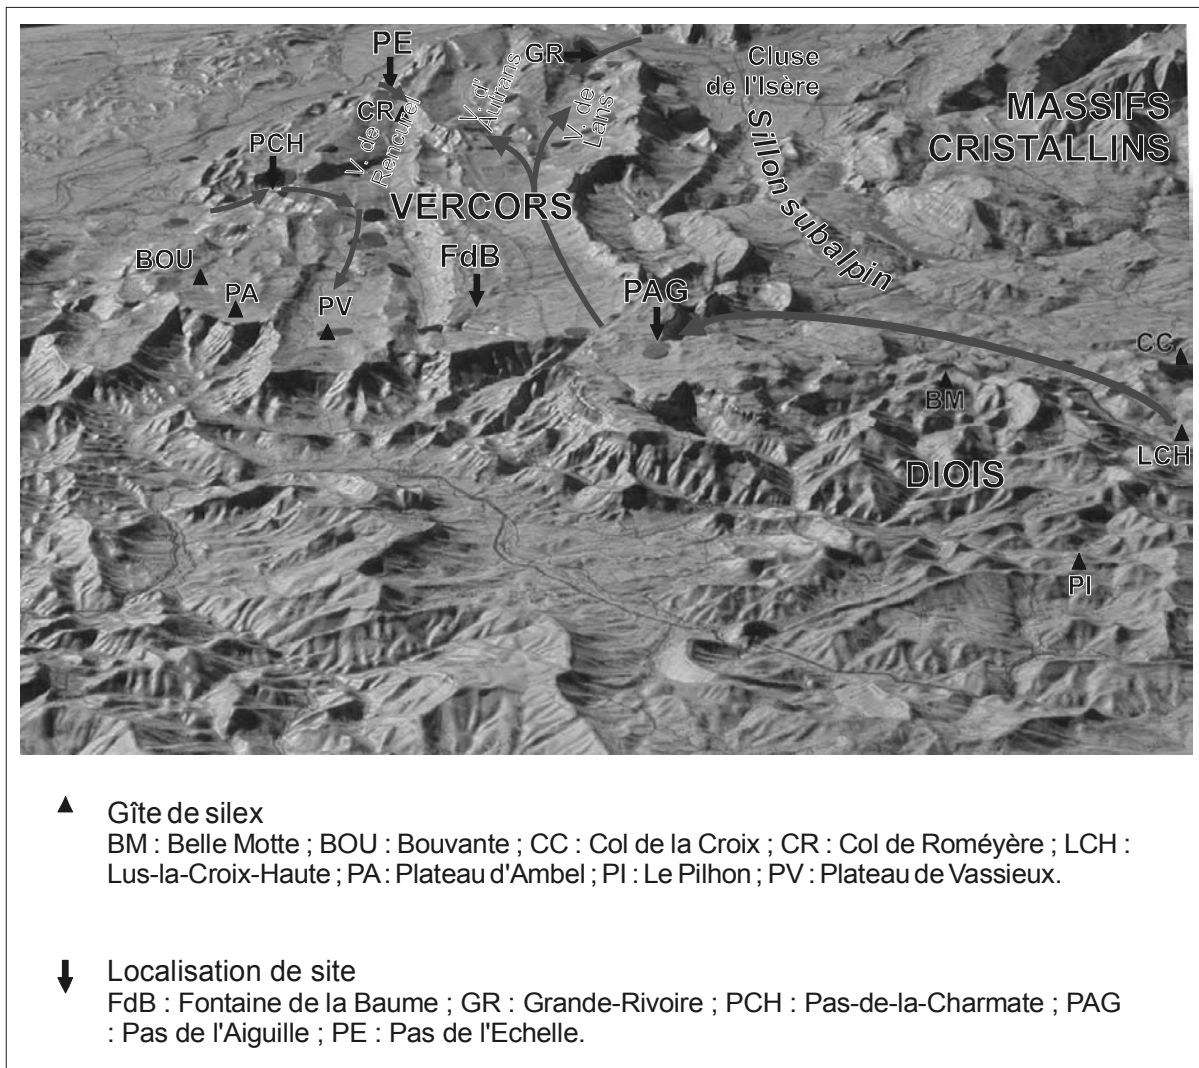 PE
GR
Cluse
de l'Isère
CR
V. de
Rencurel
V. d'
Autrans
V. de
Lans
MASSIFS
CRISTALLINS
PCH
Sillon subalpin
VERCORS
BOU
FdB
PA
PV
PAG
CC
BM
LCH
DIOIS
PI
Gîte de silex
BM : Belle Motte ; BOU : Bouvante ; CC : Col de la Croix ; CR : Col de Roméyère ; LCH :
Lus-la-Croix-Haute ; PA : Plateau d'Ambel ; PI : Le Pilhon ; PV : Plateau de Vassieux.
Localisation de site
FdB : Fontaine de la Baume ; GR : Grande-Rivoire ; PCH : Pas-de-la-Charmate ; PAG
: Pas de l'Aiguille ; PE : Pas de l'Echelle.